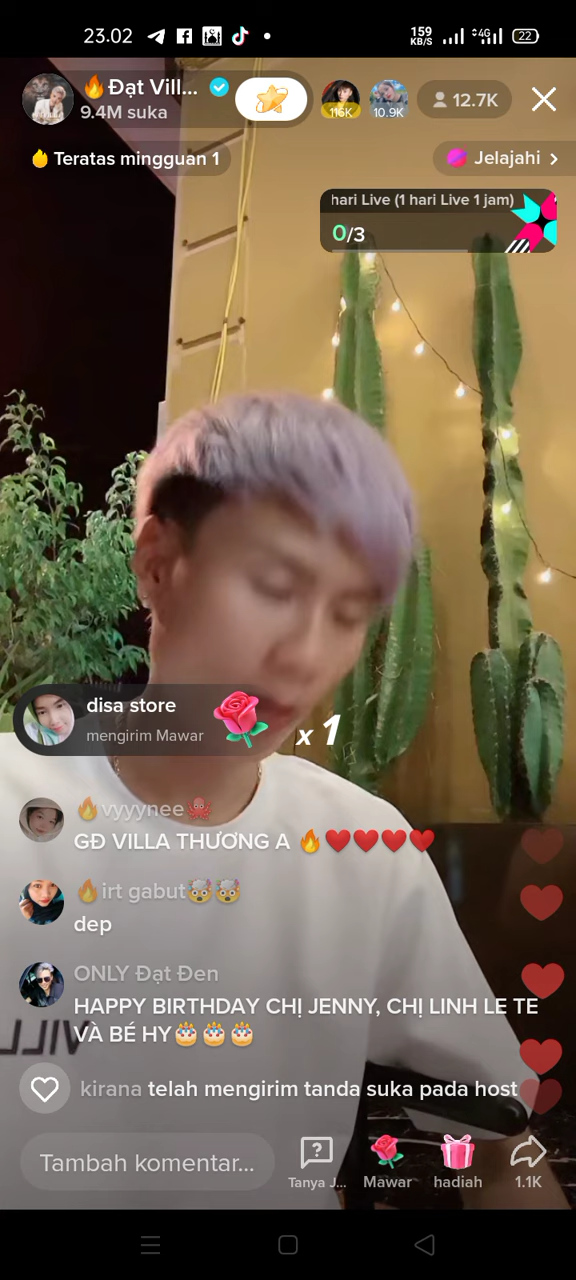 23.02
159
KB/S
4G
22
🔥Đạt Vill...
9.4M suka
116K
10.9K
12.7K
🔥 Teratas mingguan 1
Jelajahi >
hari Live (1 hari Live 1 jam)
0/3
disa store
mengirim Mawar
x 1
🔥vyyynee🐙
GĐ VILLA THƯƠNG A 🔥❤️❤️❤️❤️
🔥irt gabut🤯🤯
dep
ONLY Đạt Đen
HAPPY BIRTHDAY CHỊ JENNY, CHỊ LINH LE TE
VÀ BÉ HY🎂🎂🎂
VILL
kirana telah mengirim tanda suka pada host
Tambah komentar...
Tanya J...
Mawar
hadiah
1.1K